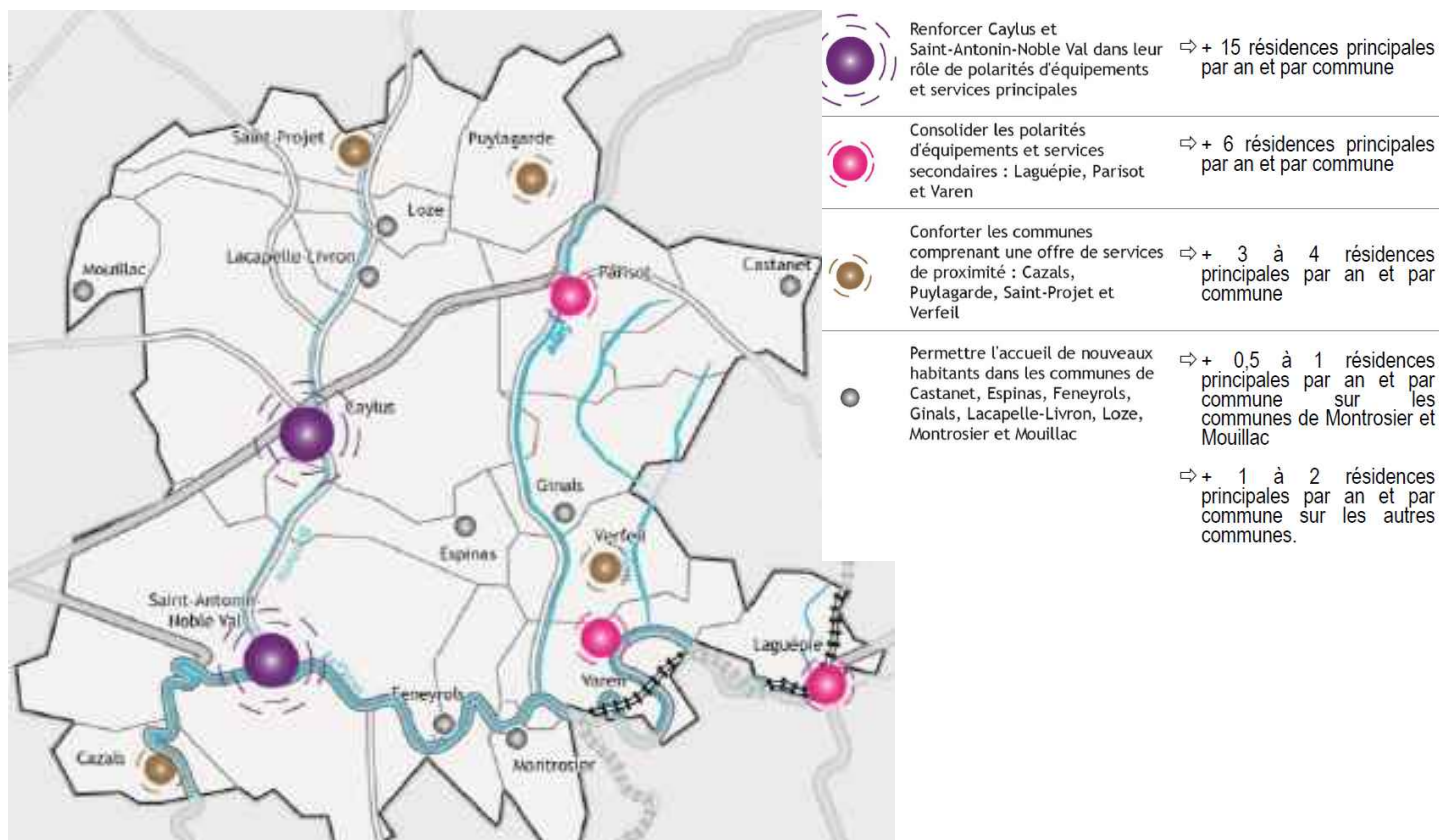 Saint-Projet
Puylagarde
Loze
Lacapelle-Livron
Mouillac
Parisot
Castanet
Caylus
Ginals
Espinas
Verfeil
Saint-Antonin-
Noble Val
Laguépie
Varen
Feneyrols
Montrosier
Cazals
Renforcer Caylus et
Saint-Antonin-Noble Val dans leur
rôle de polarités d'équipements
et services principales
⇨ + 15 résidences principales
par an et par commune
Consolider les polarités
d'équipements et services
secondaires : Laguépie, Parisot
et Varen
⇨ + 6 résidences principales
par an et par commune
Conforter les communes
comprenant une offre de services
de proximité : Cazals,
Puylagarde, Saint-Projet et
Verfeil
⇨ + 3 à 4 résidences
principales par an et par
commune
Permettre l'accueil de nouveaux
habitants dans les communes de
Castanet, Espinas, Feneyrols,
Ginals, Lacapelle-Livron, Loze,
Montrosier et Mouillac
⇨ + 0,5 à 1 résidences
principales par an et par
commune sur les
communes de Montrosier et
Mouillac
⇨ + 1 à 2 résidences
principales par an et par
commune sur les autres
communes.